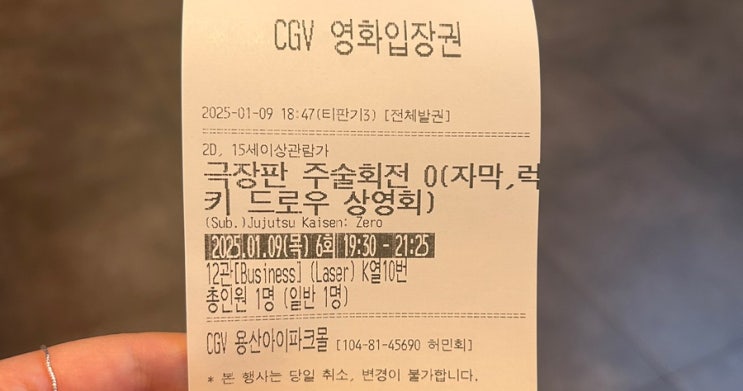 CGV 영화입장권
2025-01-09 18:47(티판기3) [전체발권]
2D, 15세이상관람가
극장판 주술회전 0(자막,럭
키 드로우 상영회)
(Sub.)Jujutsu Kaisen: Zero
2025.01.09(목) 6회 19:30 - 21:25
12관[Business] (Laser) K열10번
총인원 1명 (일반 1명)
CGV 용산아이파크몰 [104-81-45690 허민회]
* 본 행사는 당일 취소, 변경이 불가합니다.